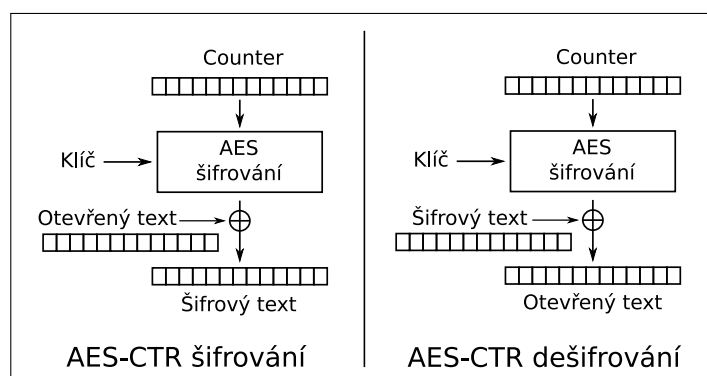 Counter
Klíč
AES
šifrování
Otevřený text
Šifrový text
AES-CTR šifrování
Counter
Klíč
AES
šifrování
Šifrový text
Otevřený text
AES-CTR dešifrování